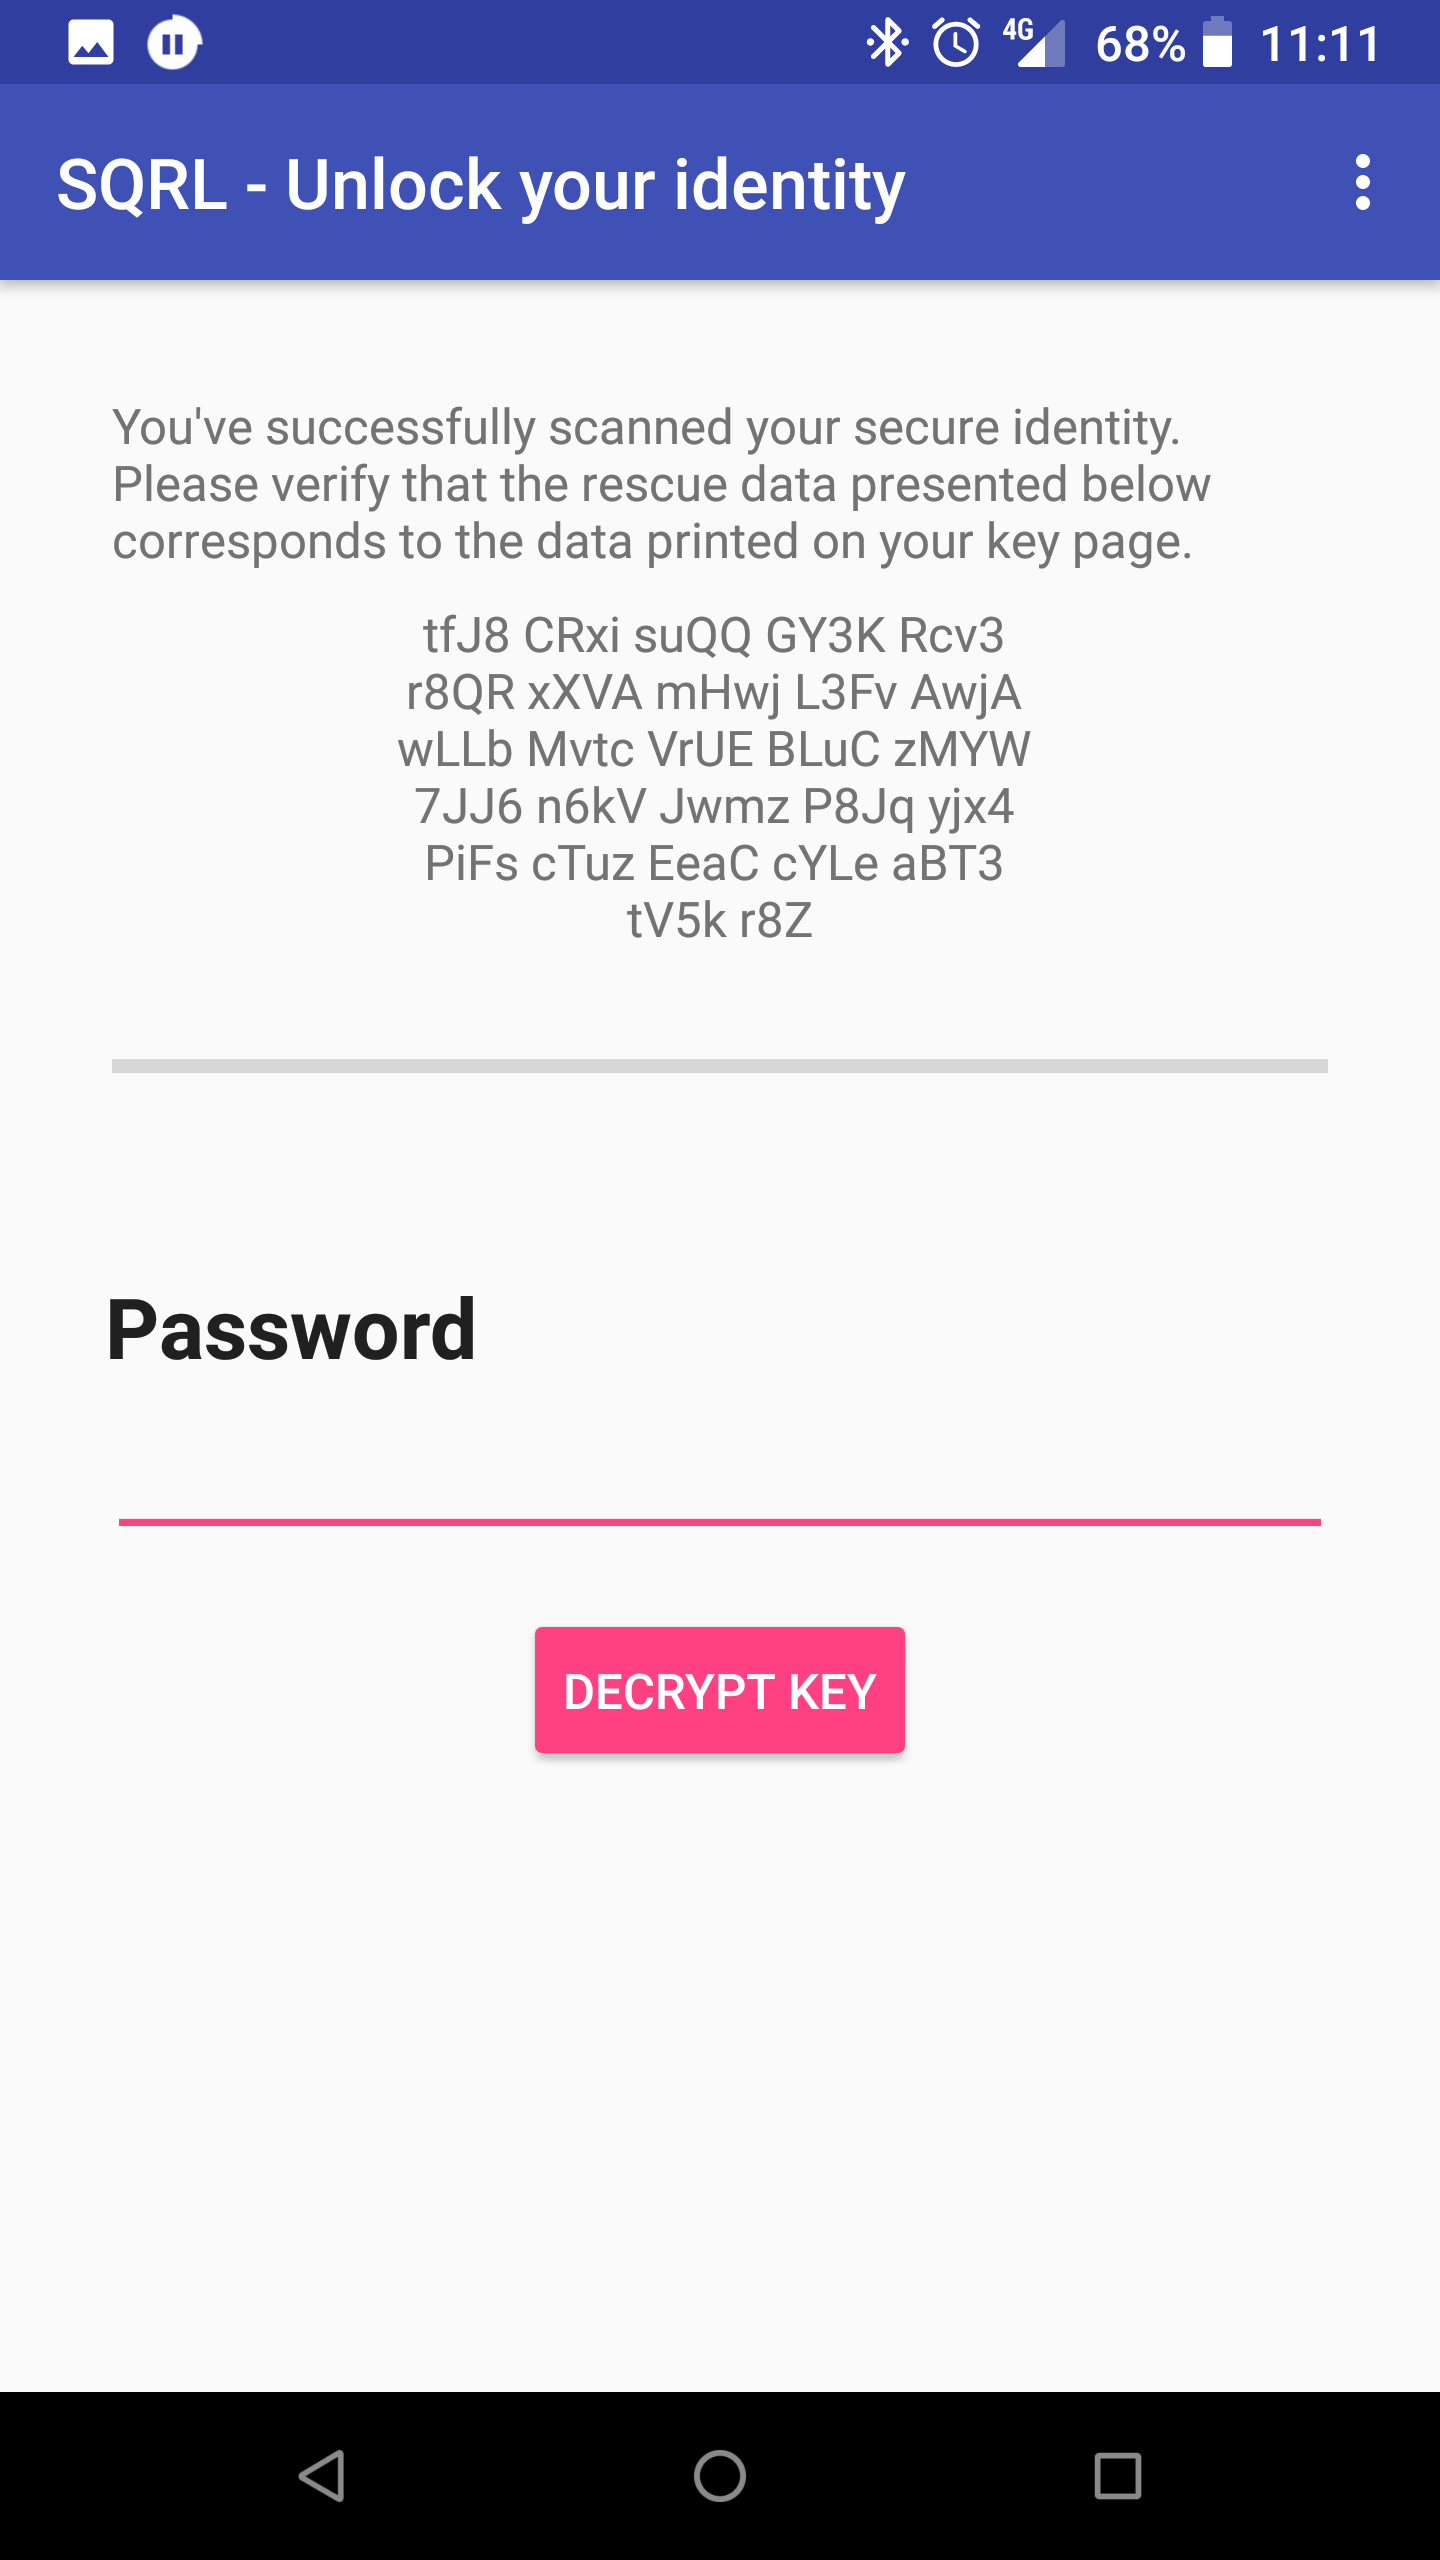 4G 68% 11:11
SQRL - Unlock your identity
You've successfully scanned your secure identity.
Please verify that the rescue data presented below
corresponds to the data printed on your key page.
tfJ8 CRxi suQQ GY3K Rcv3
r8QR xXVA mHwj L3Fv AwjA
wLLb Mvtc VrUE BLuC zMYW
7JJ6 n6kV Jwmz P8Jq yjx4
PiFs cTuz EeaC cYLe aBT3
tV5k r8Z
Password
DECRYPT KEY